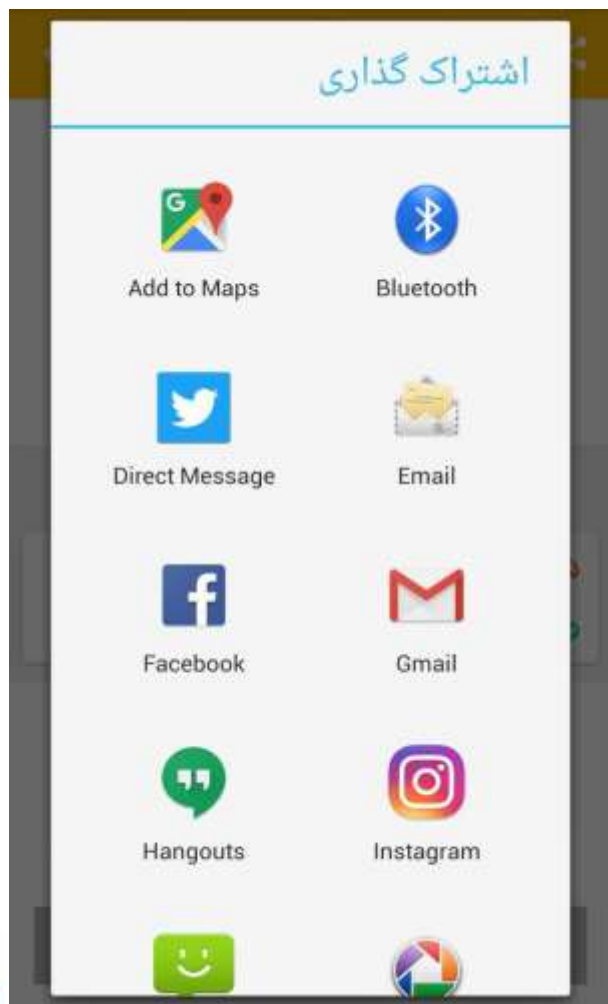 اشتراک گذاری
Add to Maps
Bluetooth
Direct Message
Email
Facebook
Gmail
Hangouts
Instagram